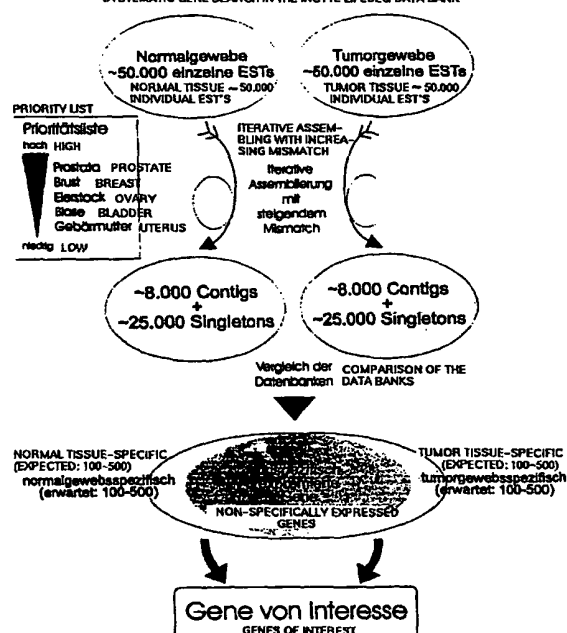 SYSTEMATIC GENE SEARCH IN THE INCYTE LIFESEQ DATA BANK
Normalgewebe
~50.000 einzelne ESTs
NORMAL TISSUE ~ 50.000
INDIVIDUAL EST'S
Tumorgewebe
~50.000 einzelne ESTs
TUMOR TISSUE ~ 50.000
INDIVIDUAL EST'S
PRIORITY LIST
Prioritätsliste
hoch HIGH
Prostata PROSTATE
Brust BREAST
Eierstock OVARY
Blase BLADDER
Gebärmutter UTERUS
niedrig LOW
ITERATIVE ASSEM-
BLING WITH INCREA-
SING MISMATCH
Iterative
Assemblierung
mit
steigendem
Mismatch
~8.000 Contigs
+
~25.000 Singletons
~8.000 Contigs
+
~25.000 Singletons
Vergleich der
Datenbanken
COMPARISON OF THE
DATA BANKS
NORMAL TISSUE-SPECIFIC
(EXPECTED: 100-500)
normalgewebsspezifisch
(erwartet: 100-500)
NON-SPECIFICALLY EXPRESSED
GENES
TUMOR TISSUE-SPECIFIC
(EXPECTED: 100-500)
tumorgewebsspezifisch
(erwartet: 100-500)
Gene von Interesse
GENES OF INTEREST